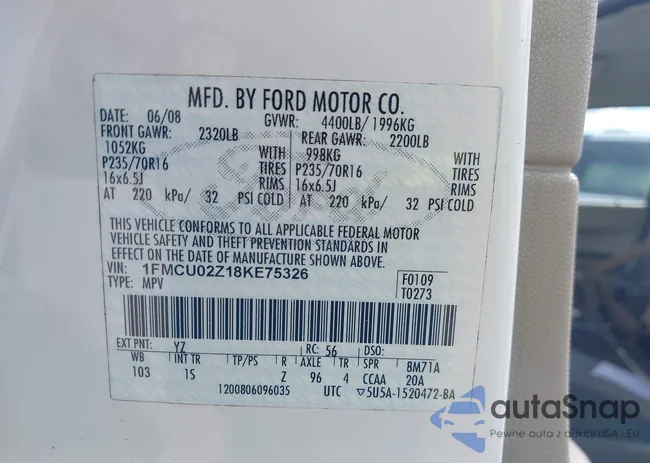 MFD. BY FORD MOTOR CO.
DATE: 06/08 GVWR: 4400LB/1996KG
FRONT GAWR: 2320LB REAR GAWR: 2200LB
1052KG WITH 998KG WITH
P235/70R16 TIRES P235/70R16 TIRES
16x6.5J RIMS 16x6.5J RIMS
AT 220 kPa/ 32 PSI COLD AT 220 kPa/ 32 PSI COLD
Ford
THIS VEHICLE CONFORMS TO ALL APPLICABLE FEDERAL MOTOR
VEHICLE SAFETY AND THEFT PREVENTION STANDARDS IN
EFFECT ON THE DATE OF MANUFACTURE SHOWN ABOVE.
VIN: 1FMCU02Z18KE75326 F0109
TYPE: MPV T0273
EXT PNT: YZ RC: 56 DSO:
WB INT TR TP/PS R AXLE TR SPR 8M71A
103 1S Z 96 4 CCAA 20A
1200806096035 UTC ▽5U5A-1520472-BA
autaSnap
Pewne auta z aukcji USA i EU